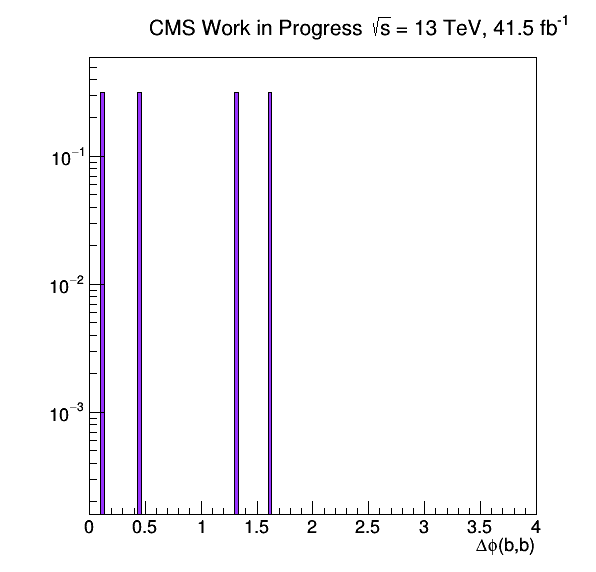 CMS Work in Progress √s = 13 TeV, 41.5 fb⁻¹
10⁻¹
10⁻²
10⁻³
0 0.5 1 1.5 2 2.5 3 3.5 4
Δϕ(b,b)